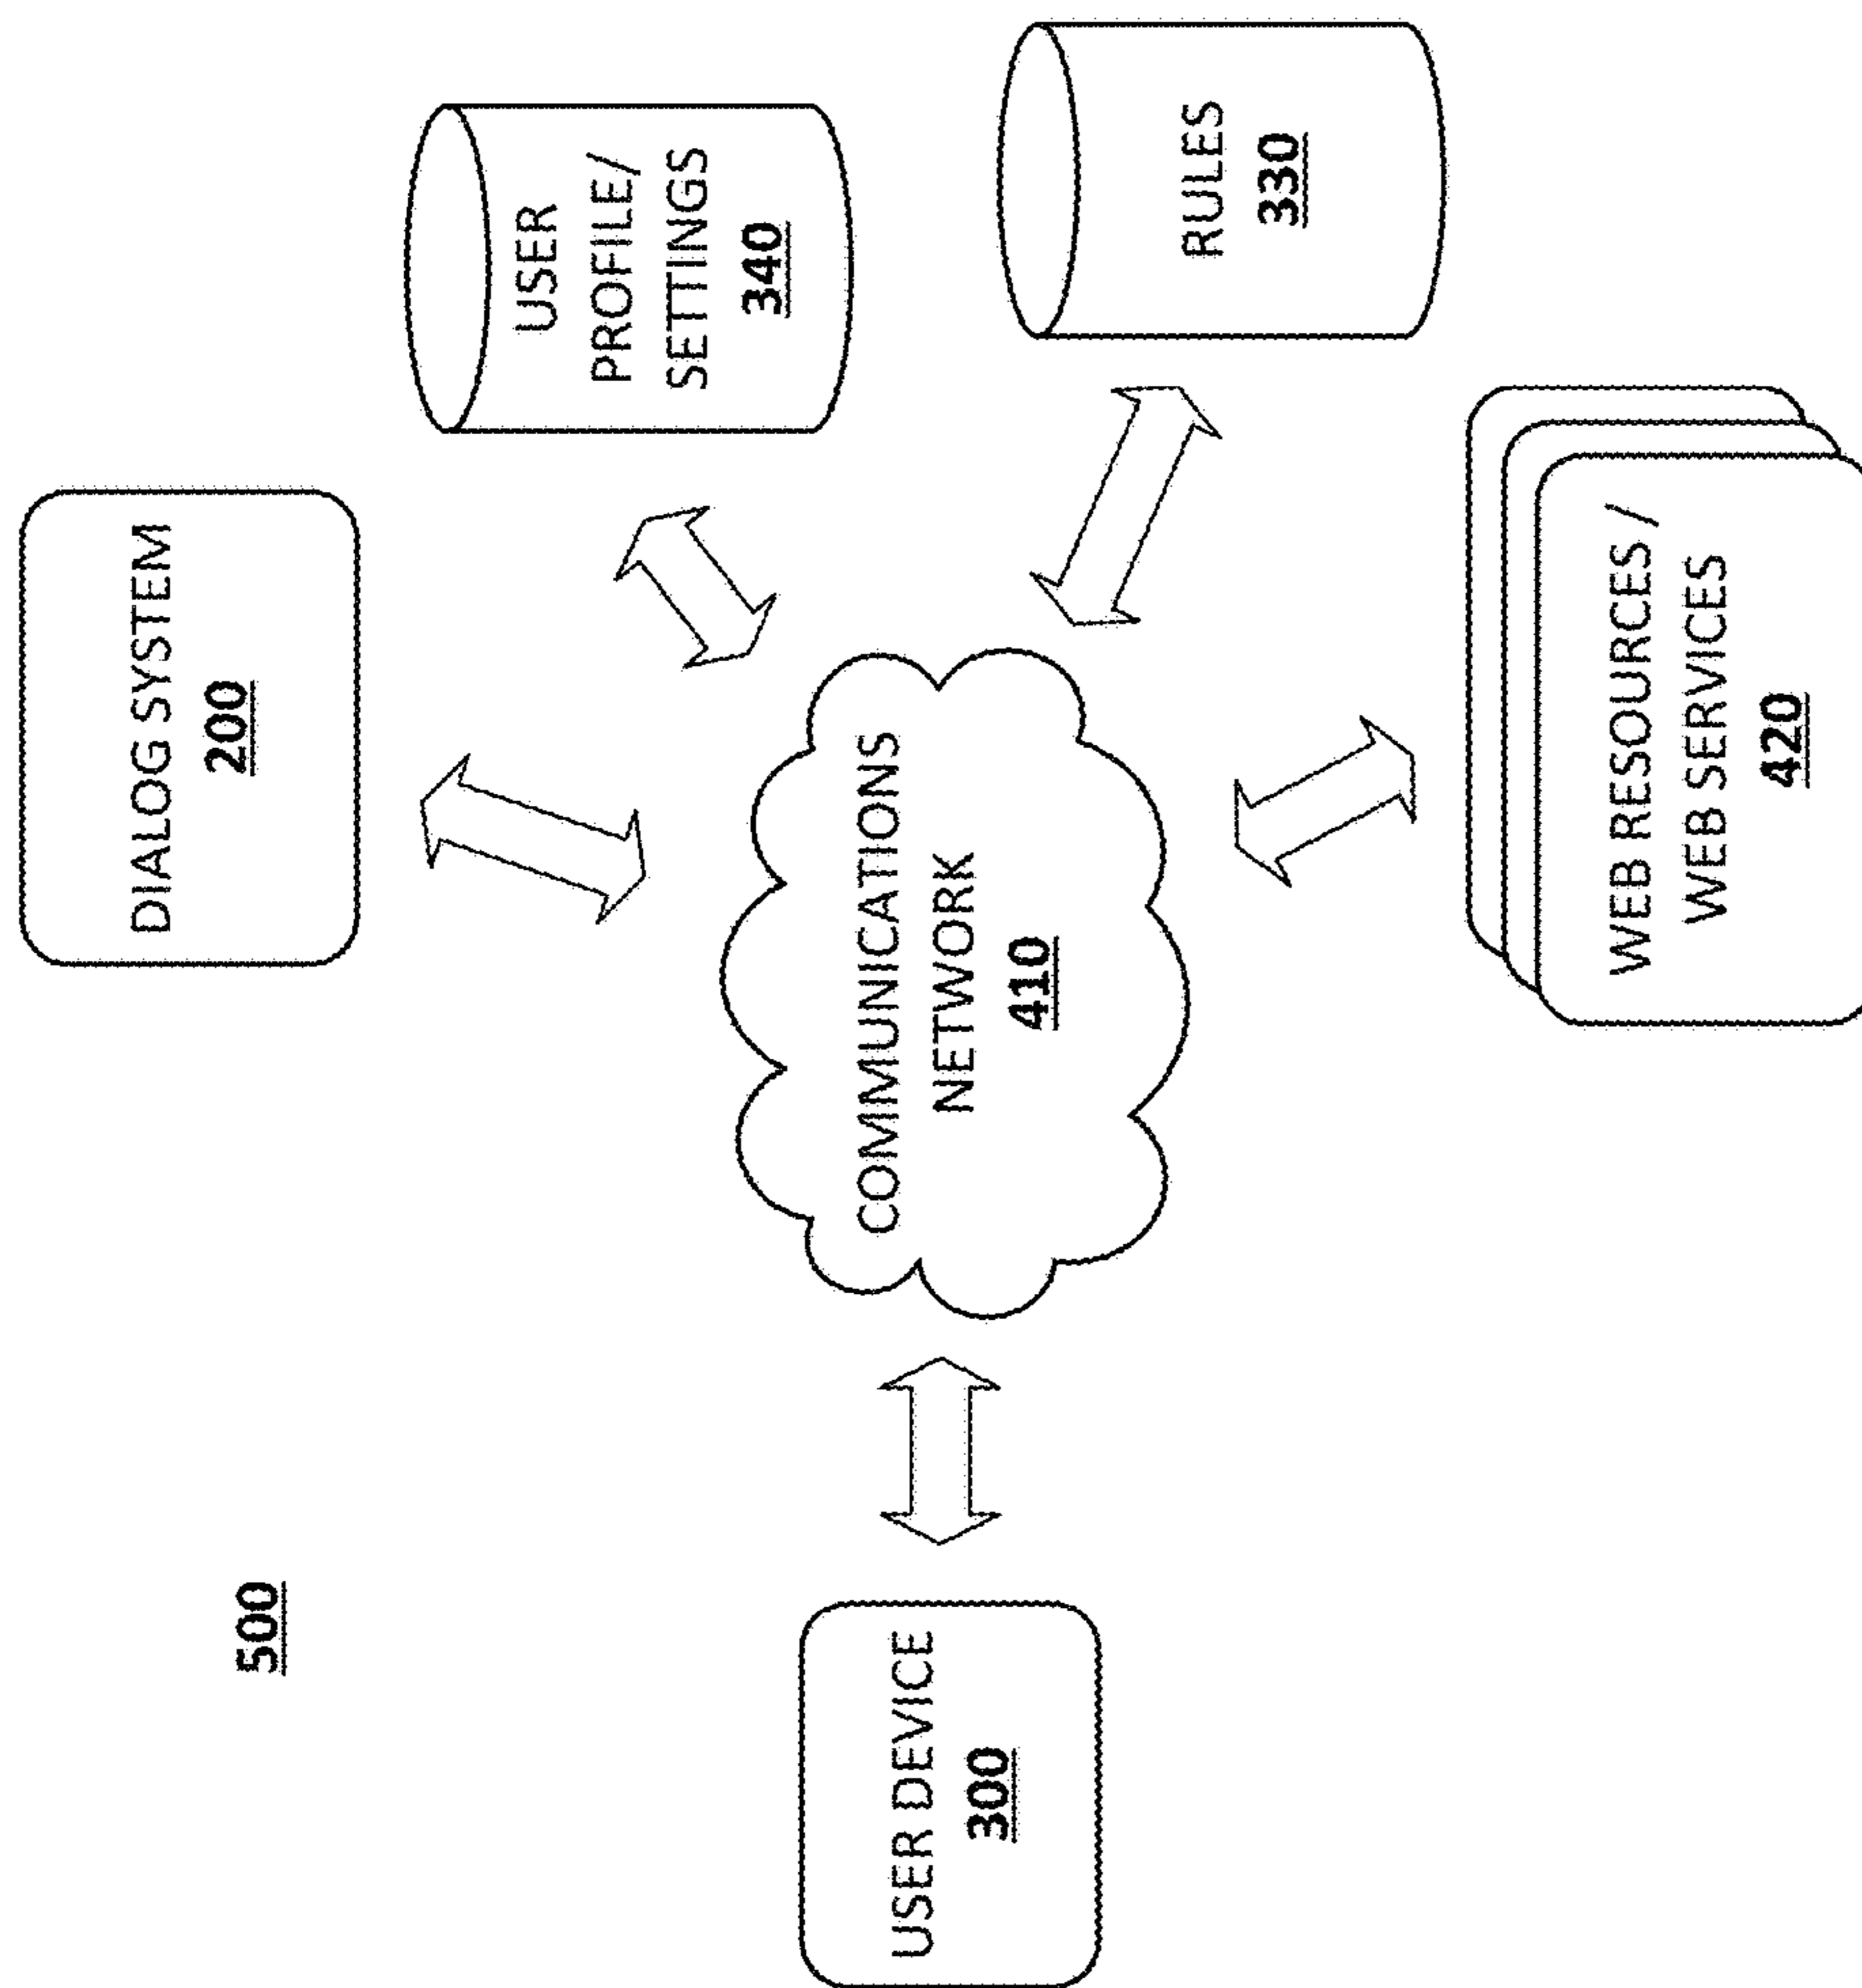 500
DIALOG SYSTEM
200
USER
PROFILE/
SETTINGS
340
USER DEVICE
300
COMMUNICATIONS
NETWORK
410
RULES
330
WEB RESOURCES /
WEB SERVICES
420